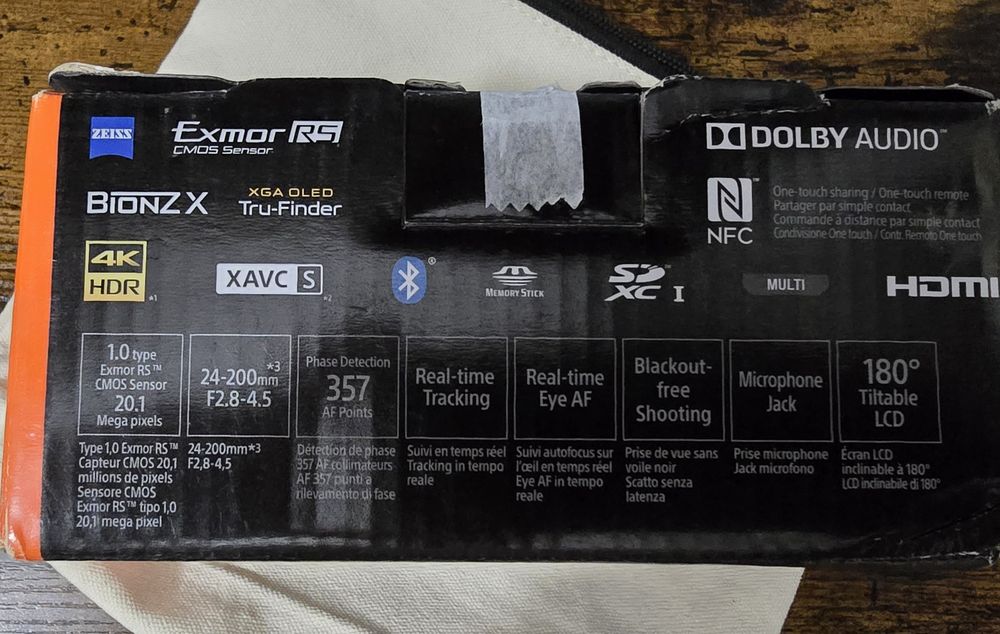 ZEISS
Exmor RS
CMOS Sensor
DOLBY AUDIO™
BIONZ X
XGA OLED
Tru-Finder
NFC™
One-touch sharing / One-touch remote
Partager par simple contact
Commande à distance par simple contact
Condivisione One touch / Contr. Remoto One touch
4K
HDR *1
XAVC S *2
®
MEMORY STICK
SD
XC I™
MULTI
HDMI
1.0 type
Exmor RS™
CMOS Sensor
20.1
Mega pixels
24-200mm*3
F2.8-4.5
Phase Detection
357
AF Points
Real-time
Tracking
Real-time
Eye AF
Blackout-
free
Shooting
Microphone
Jack
180°
Tiltable
LCD
Type 1,0 Exmor RS™
Capteur CMOS 20,1
millions de pixels
Sensore CMOS
Exmor RS™ tipo 1,0
20,1 mega pixel
24-200mm*3
F2,8-4,5
Détection de phase
357 AF collimateurs
AF 357 punti a
rilevamento di fase
Suivi en temps réel
Tracking in tempo
reale
Suivi autofocus sur
l'œil en temps réel
Eye AF in tempo
reale
Prise de vue sans
voile noir
Scatto senza
latenza
Prise microphone
Jack microfono
Écran LCD
inclinable à 180°
LCD inclinabile di 180°